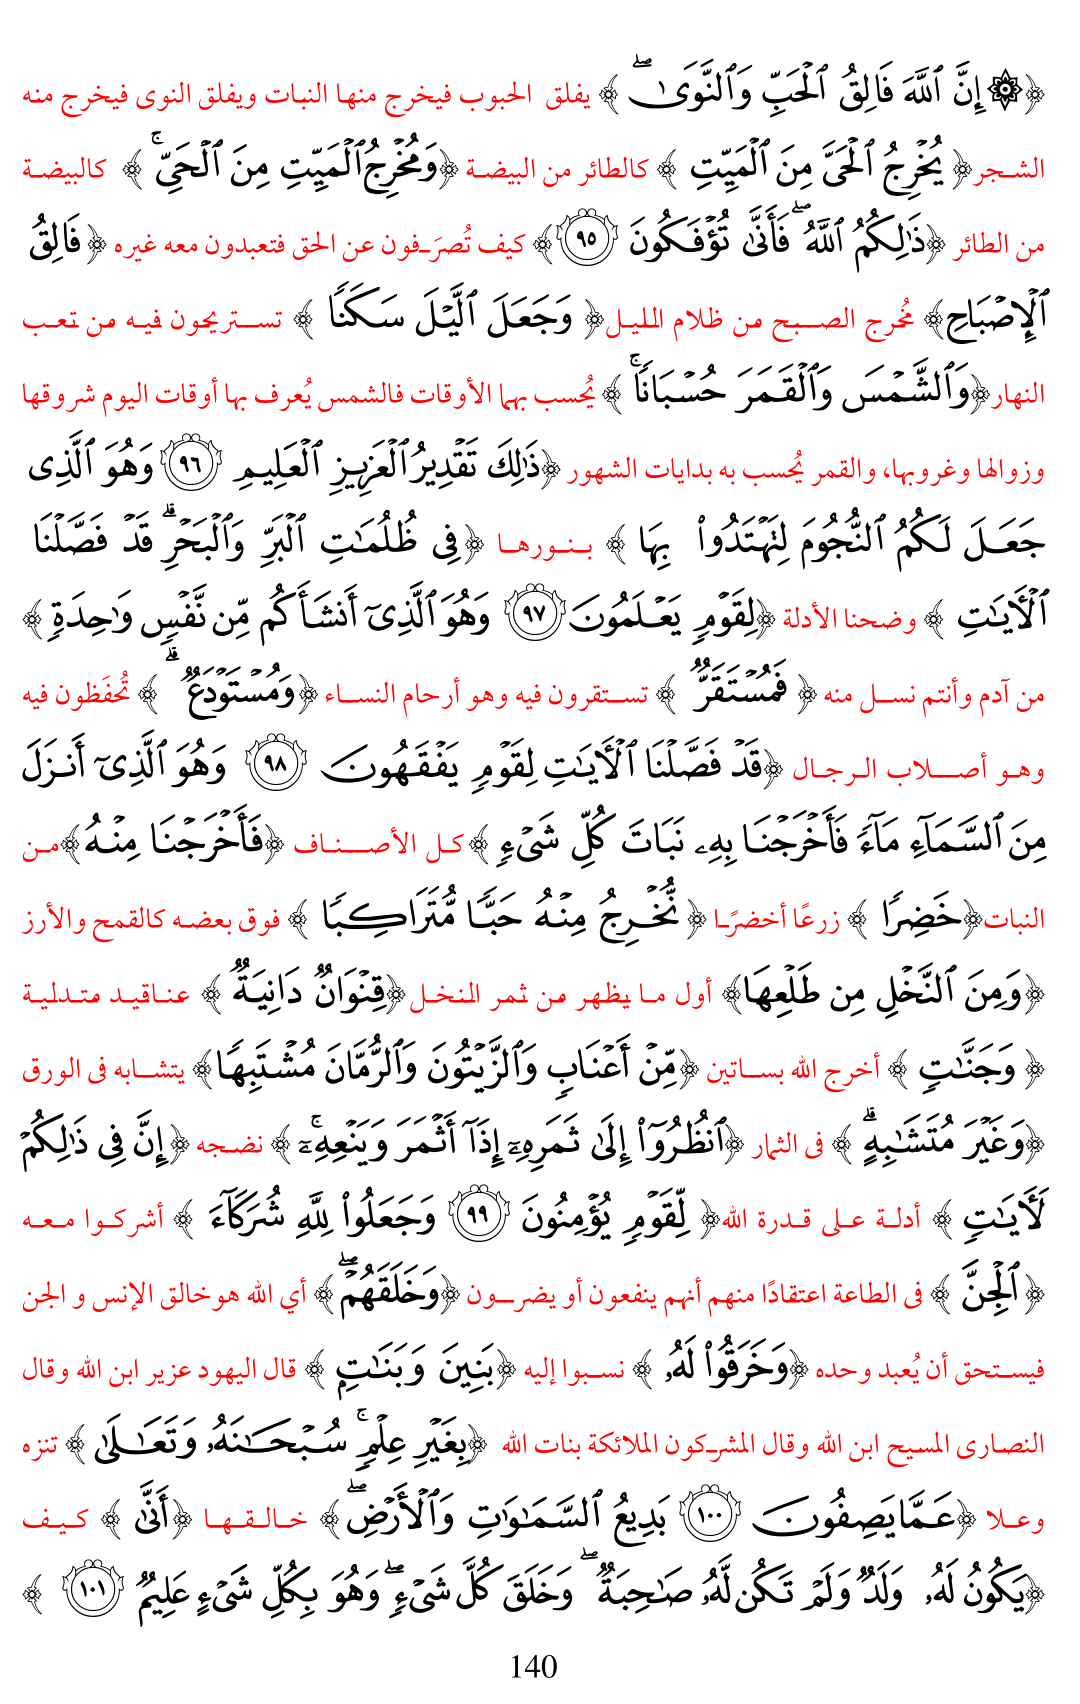 ﴿۞ إِنَّ ٱللَّهَ فَالِقُ ٱلْحَبِّ وَٱلنَّوَىٰۖ ﴾ يفلق الحبوب فيخرج منها النبات ويفلق النوى فيخرج منه
الشجر﴿ يُخْرِجُ ٱلْحَيَّ مِنَ ٱلْمَيِّتِ ﴾ كالطائر من البيضة ﴿وَمُخْرِجُ ٱلْمَيِّتِ مِنَ ٱلْحَيِّۚ ﴾ كالبيضة
من الطائر ﴿ذَٰلِكُمُ ٱللَّهُۖ فَأَنَّىٰ تُؤْفَكُونَ ٩٥﴾ كيف تُصرَفون عن الحق فتعبدون معه غيره ﴿ فَالِقُ
ٱلْإِصْبَاحِ﴾ مُخرج الصبح من ظلام الليل﴿ وَجَعَلَ ٱلَّيْلَ سَكَنًا ﴾ تستريحون فيه من تعب
النهار﴿وَٱلشَّمْسَ وَٱلْقَمَرَ حُسْبَانًاۚ ﴾ يُحسب بهما الأوقات فالشمس يُعرف بها أوقات اليوم شروقها
وزوالها وغروبها، والقمر يُحسب به بدايات الشهور ﴿ذَٰلِكَ تَقْدِيرُ ٱلْعَزِيزِ ٱلْعَلِيمِ ٩٦ وَهُوَ ٱلَّذِى
جَعَلَ لَكُمُ ٱلنُّجُومَ لِتَهْتَدُوا۟ بِهَا ﴾ بنورها ﴿فِى ظُلُمَٰتِ ٱلْبَرِّ وَٱلْبَحْرِۗ قَدْ فَصَّلْنَا
ٱلْأَيَٰتِ ﴾ وضحنا الأدلة ﴿لِقَوْمٍ يَعْلَمُونَ ٩٧ وَهُوَ ٱلَّذِىٓ أَنشَأَكُم مِّن نَّفْسٍ وَٰحِدَةٍ ﴾
من آدم وأنتم نسل منه ﴿ فَمُسْتَقَرٌّ ﴾ تستقرون فيه وهو أرحام النساء ﴿وَمُسْتَوْدَعٌۗ ﴾ تُحفَظون فيه
وهو أصلاب الرجال ﴿قَدْ فَصَّلْنَا ٱلْأَيَٰتِ لِقَوْمٍ يَفْقَهُونَ ٩٨ وَهُوَ ٱلَّذِىٓ أَنزَلَ
مِنَ ٱلسَّمَآءِ مَآءً فَأَخْرَجْنَا بِهِۦ نَبَاتَ كُلِّ شَىْءٍ ﴾كل الأصناف ﴿فَأَخْرَجْنَا مِنْهُ﴾من
النبات﴿خَضِرًا ﴾ زرعًا أخضرًا ﴿ نُّخْرِجُ مِنْهُ حَبًّا مُّتَرَاكِبًا ﴾ فوق بعضه كالقمح والأرز
﴿وَمِنَ ٱلنَّخْلِ مِن طَلْعِهَا﴾ أول ما يظهر من ثمر النخل﴿قِنْوَانٌ دَانِيَةٌ ﴾ عناقيد متدلية
﴿ وَجَنَّٰتٍ ﴾ أخرج الله بساتين ﴿مِّنْ أَعْنَابٍ وَٱلزَّيْتُونَ وَٱلرُّمَّانَ مُشْتَبِهًا﴾ يتشابه فى الورق
﴿وَغَيْرَ مُتَشَٰبِهٍۗ ﴾ فى الثمار ﴿ٱنظُرُوٓا۟ إِلَىٰ ثَمَرِهِۦٓ إِذَآ أَثْمَرَ وَيَنْعِهِۦٓۚ ﴾ نضجه ﴿إِنَّ فِى ذَٰلِكُمْ
لَأَيَٰتٍ ﴾ أدلة على قدرة الله﴿ لِّقَوْمٍ يُؤْمِنُونَ ٩٩ وَجَعَلُوا۟ لِلَّهِ شُرَكَآءَ ﴾ أشركوا معه
﴿ ٱلْجِنَّ ﴾ فى الطاعة اعتقادًا منهم أنهم ينفعون أو يضرون ﴿وَخَلَقَهُمْۖ﴾ أي الله هو خالق الإنس و الجن
فيستحق أن يُعبد وحده ﴿وَخَرَقُوا۟ لَهُۥ ﴾ نسبوا إليه ﴿بَنِينَ وَبَنَٰتٍ ﴾ قال اليهود عزير ابن الله وقال
النصارى المسيح ابن الله وقال المشركون الملائكة بنات الله ﴿بِغَيْرِ عِلْمٍۚ سُبْحَٰنَهُۥ وَتَعَٰلَىٰ ﴾ تنزه
وعلا ﴿عَمَّا يَصِفُونَ ١٠٠ بَدِيعُ ٱلسَّمَٰوَٰتِ وَٱلْأَرْضِۖ﴾ خالقها ﴿أَنَّىٰ ﴾ كيف
﴿يَكُونُ لَهُۥ وَلَدٌ وَلَمْ تَكُن لَّهُۥ صَٰحِبَةٌۖ وَخَلَقَ كُلَّ شَىْءٍۖ وَهُوَ بِكُلِّ شَىْءٍ عَلِيمٌ ١٠١ ﴾
140